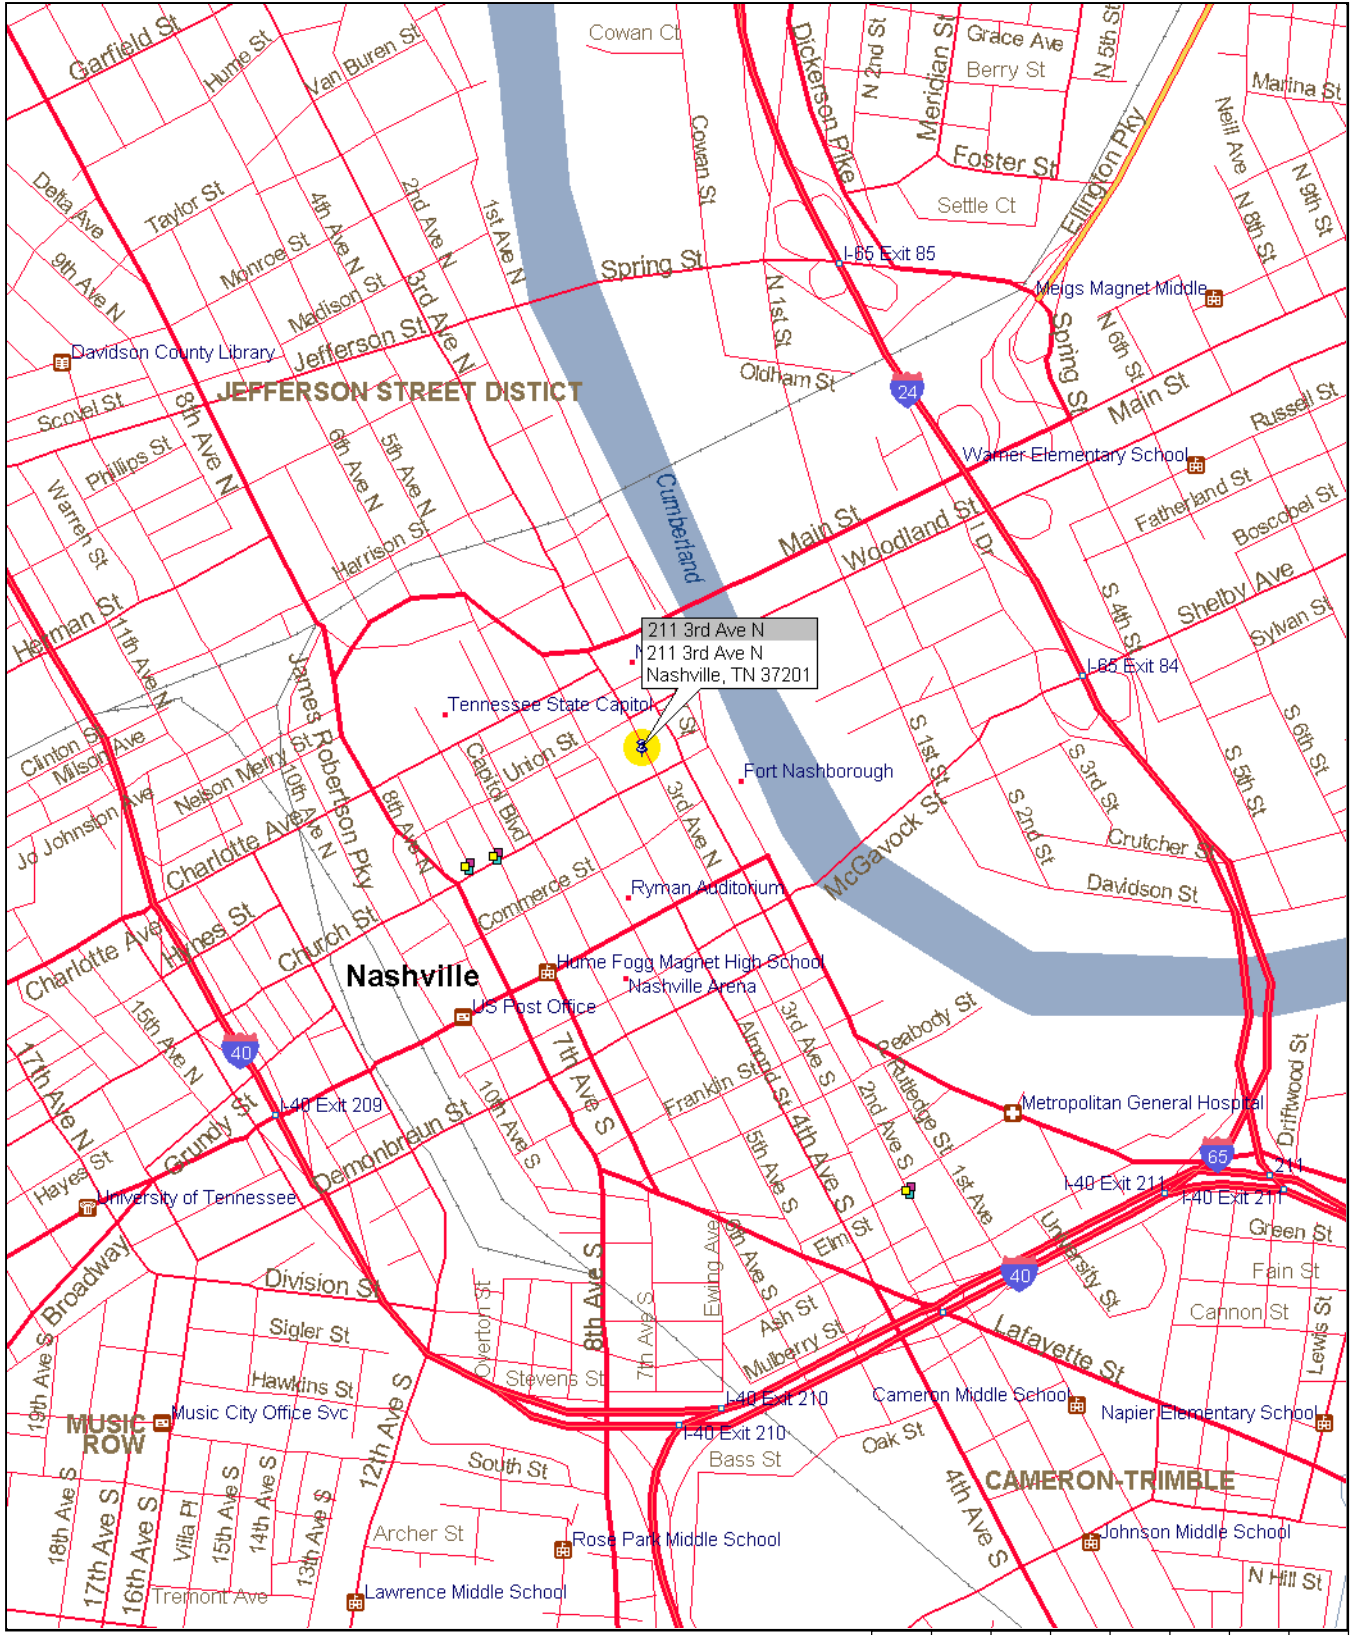 Garfield St
Hume St
Van Buren St
Cowan Ct
Dickerson Pike
N 2nd St
Meridian St
Grace Ave
Berry St
N 5th St
Marina St
Neill Ave
Foster St
Settle Ct
Ellington Pky
N 8th St
N 9th St
Cowan St
Delta Ave
Taylor St
4th Ave N
2nd Ave N
1st Ave N
9th Ave N
Monroe St
Madison St
3rd Ave N
Spring St
I-65 Exit 85
N 1st St
Meigs Magnet Middle
Spring St
N 6th St
Jefferson St
Davidson County Library
JEFFERSON STREET DISTICT
Oldham St
24
Main St
Russell St
Scovel St
8th Ave N
Phillips St
6th Ave N
5th Ave N
Warner Elementary School
Warren St
Cumberland
Main St
Woodland St
I Dr
Fatherland St
Boscobel St
Harrison St
Herman St
11th Ave N
S 4th St
Shelby Ave
Sylvan St
211 3rd Ave N
N
211 3rd Ave N
Nashville, TN 37201
I-65 Exit 84
James Robertson Pky
Tennessee State Capitol
St
3
Clinton St
Milson Ave
Nelson Merry St
10th Ave N
8th Ave N
Capitol Blvd
Union St
3rd Ave N
Fort Nashborough
S 1st St
S 2nd St
S 3rd St
S 5th St
S 6th St
Jo Johnston Ave
Charlotte Ave
McGavock St
Crutcher St
Davidson St
Commerce St
Ryman Auditorium
Charlotte Ave
Hynes St
Church St
Nashville
Hume Fogg Magnet High School
Nashville Arena
US Post Office
15th Ave N
40
17th Ave N
7th Ave S
Almond St
3rd Ave S
Peabody St
Rutledge St
Franklin St
2nd Ave S
4th Ave S
Driftwood St
Metropolitan General Hospital
I-40 Exit 209
Grundy St
Demonbreun St
10th Ave S
5th Ave S
1st Ave
65
211
I-40 Exit 211
I-40 Exit 211
Hayes St
University of Tennessee
Elm St
University St
Green St
Broadway
Division St
8th Ave S
Ewing Ave
9th Ave S
40
Fain St
Cannon St
Lewis St
Overton St
7th Ave S
Ash St
Mulberry St
Lafayette St
Sigler St
19th Ave S
Hawkins St
Stevens St
12th Ave S
I-40 Exit 210
Cameron Middle School
Napier Elementary School
MUSIC
ROW
Music City Office Svc
I-40 Exit 210
Oak St
South St
Bass St
4th Ave S
CAMERON-TRIMBLE
18th Ave S
17th Ave S
16th Ave S
Villa Pl
15th Ave S
14th Ave S
13th Ave S
Archer St
Rose Park Middle School
Johnson Middle School
Tremont Ave
Lawrence Middle School
N Hill St